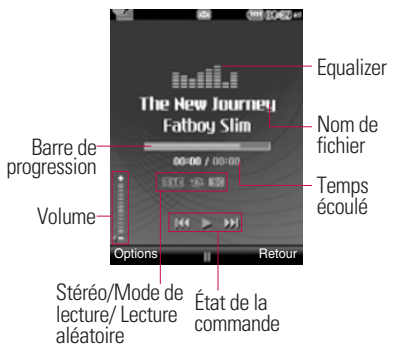 Equalizer
The New Journey
Fatboy Slim
Nom de
fichier
Barre de
progression
00:00 / 00:00
Temps
écoulé
Volume
Options
Retour
Stéréo/Mode de
lecture/ Lecture
aléatoire
État de la
commande